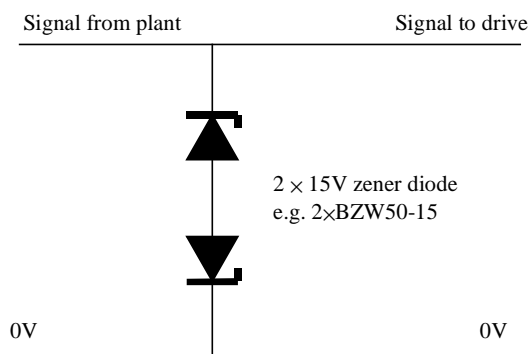 Signal from plant Signal to drive
2 × 15V zener diode
e.g. 2×BZW50-15
0V 0V